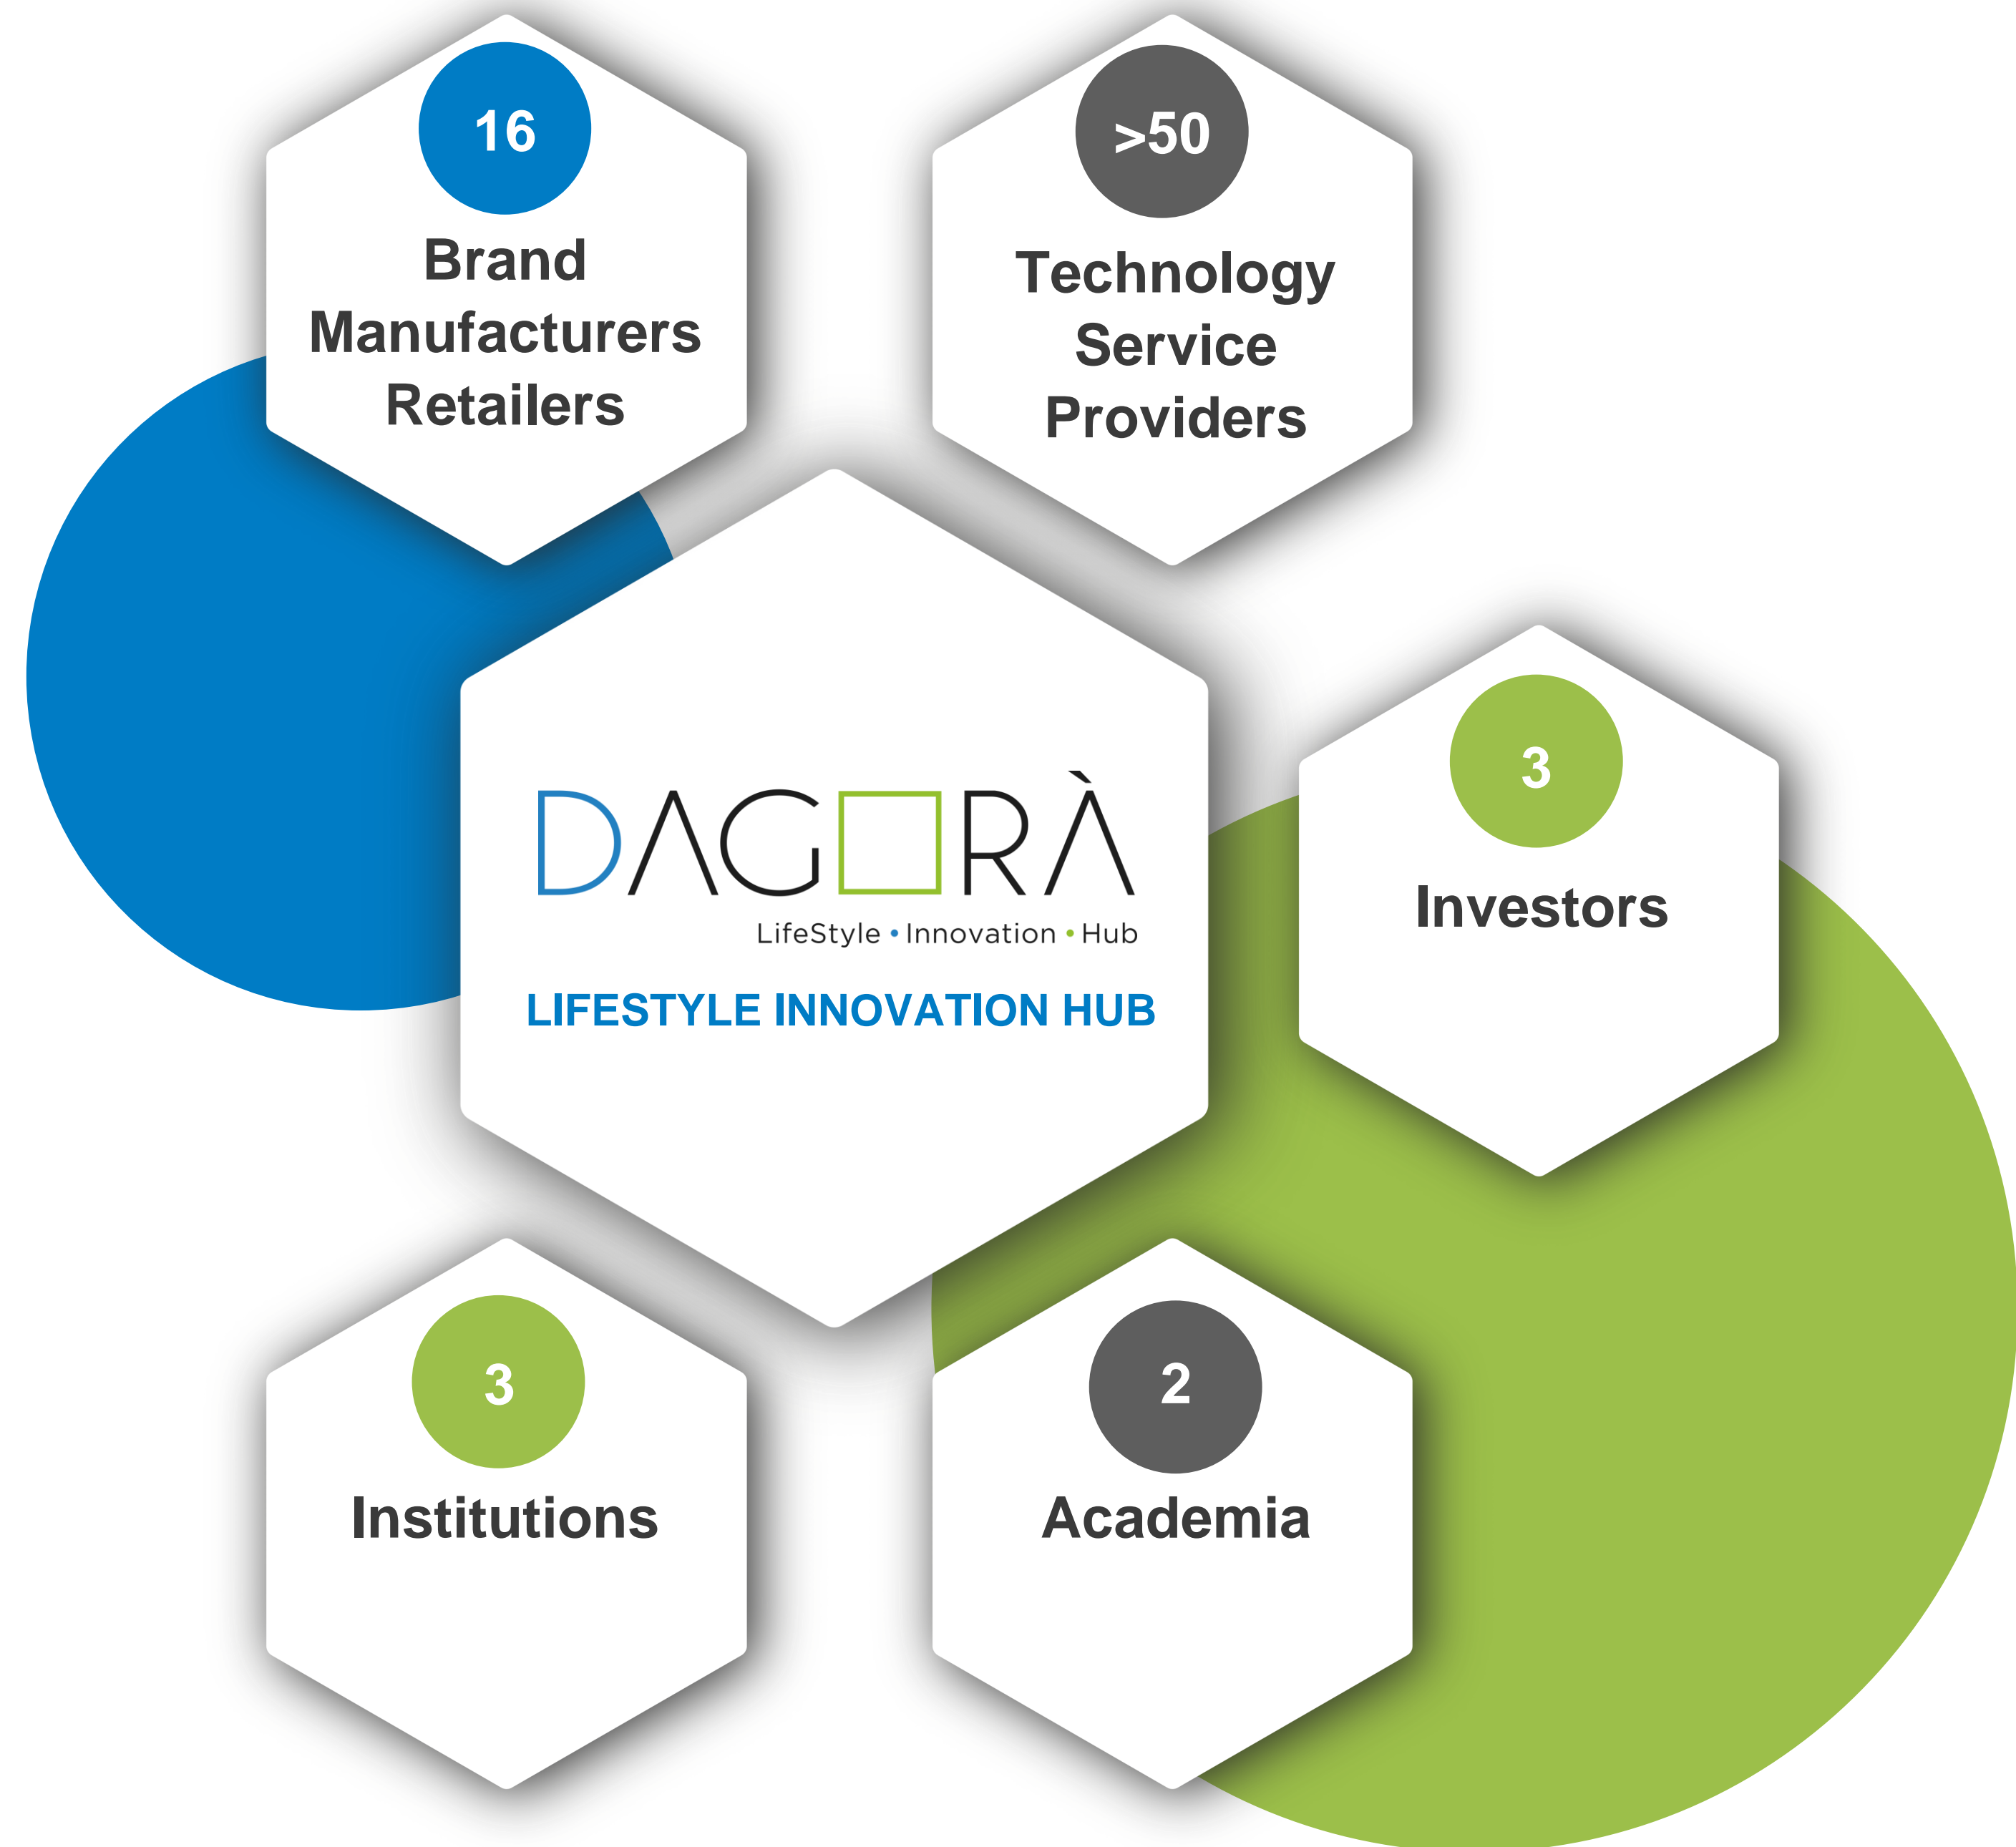 16
Brand
Manufacturers
Retailers
>50
Technology
Service
Providers
DAGORÀ
LifeStyle • Innovation • Hub
LIFESTYLE INNOVATION HUB
3
Investors
3
Institutions
2
Academia